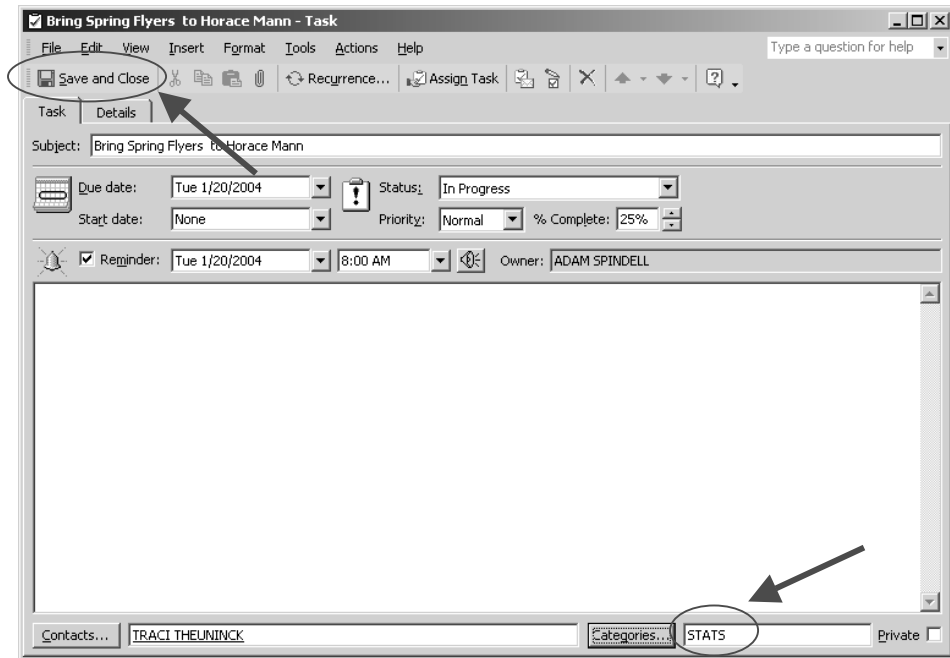 Bring Spring Flyers  to Horace Mann - Task
File Edit View Insert Format Tools Actions Help Type a question for help
Save and Close Recurrence... Assign Task
Task Details
Subject: Bring Spring Flyers  to Horace Mann
Due date: Tue 1/20/2004 Status: In Progress
Start date: None Priority: Normal % Complete: 25%
Reminder: Tue 1/20/2004 8:00 AM Owner: ADAM SPINDELL
Contacts... TRACI THEUNINCK Categories... STATS Private